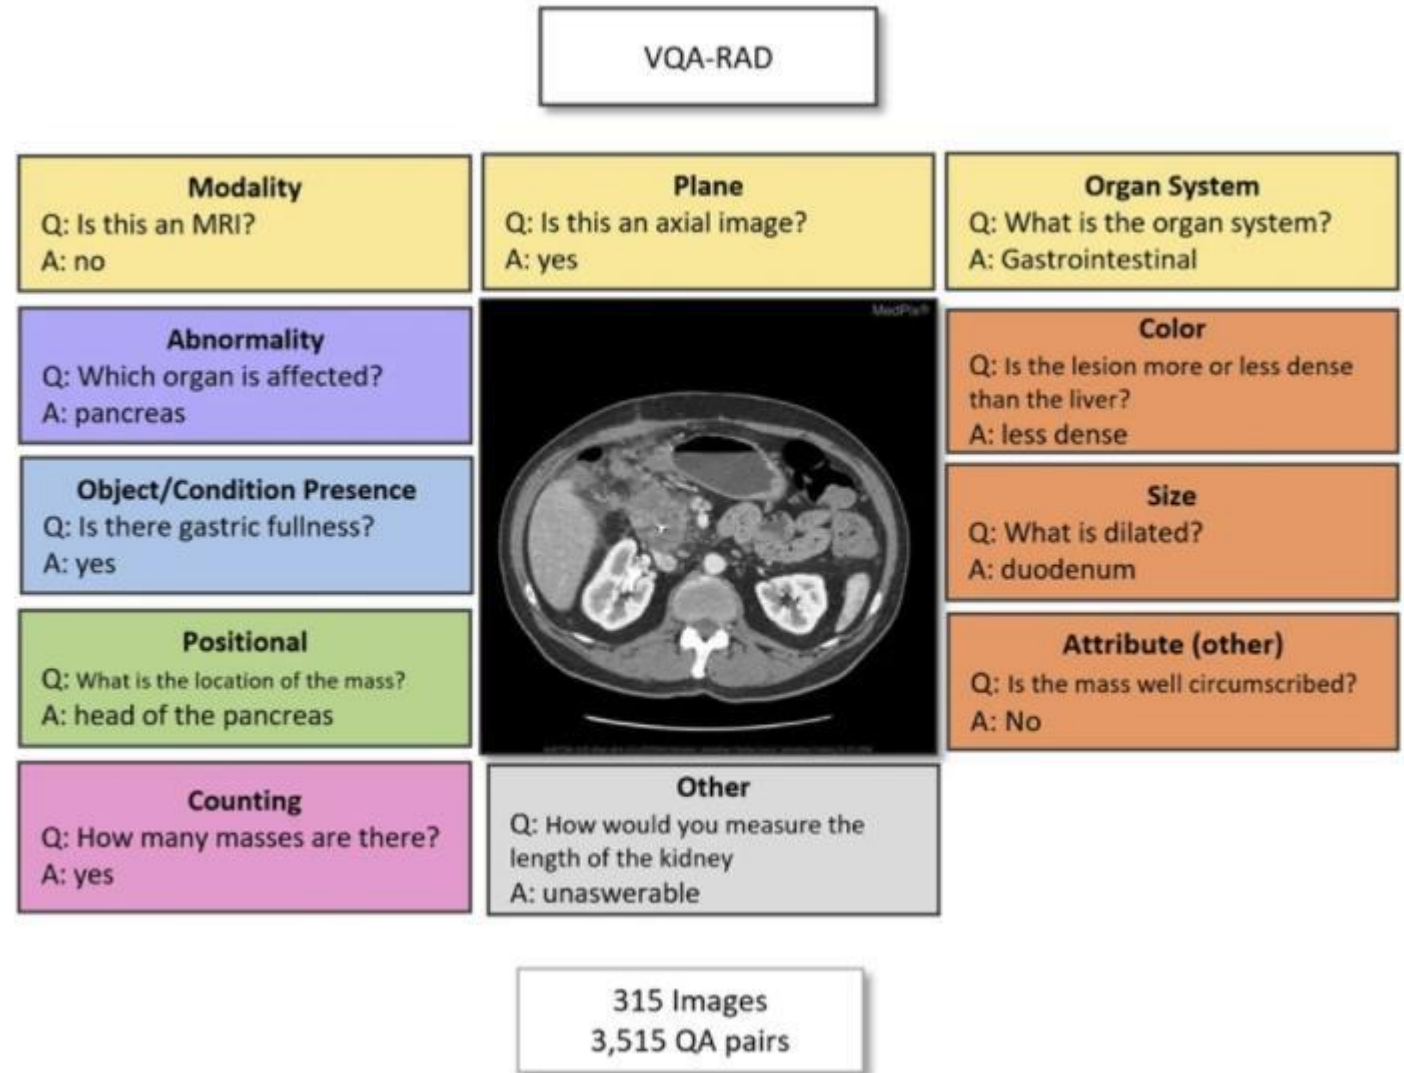 VQA-RAD
Modality
Q: Is this an MRI?
A: no
Plane
Q: Is this an axial image?
A: yes
Organ System
Q: What is the organ system?
A: Gastrointestinal
Abnormality
Q: Which organ is affected?
A: pancreas
MedPix®
Color
Q: Is the lesion more or less dense
than the liver?
A: less dense
Object/Condition Presence
Q: Is there gastric fullness?
A: yes
Size
Q: What is dilated?
A: duodenum
Positional
Q: What is the location of the mass?
A: head of the pancreas
Attribute (other)
Q: Is the mass well circumscribed?
A: No
Counting
Q: How many masses are there?
A: yes
Other
Q: How would you measure the
length of the kidney
A: unaswerable
315 Images
3,515 QA pairs